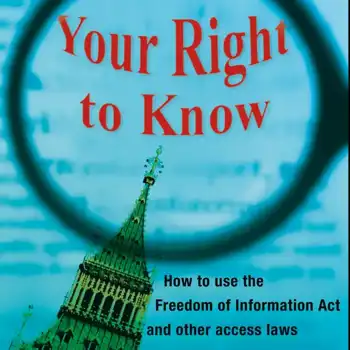 Your Right
to Know
How to use the
Freedom of Information Act
and other access laws